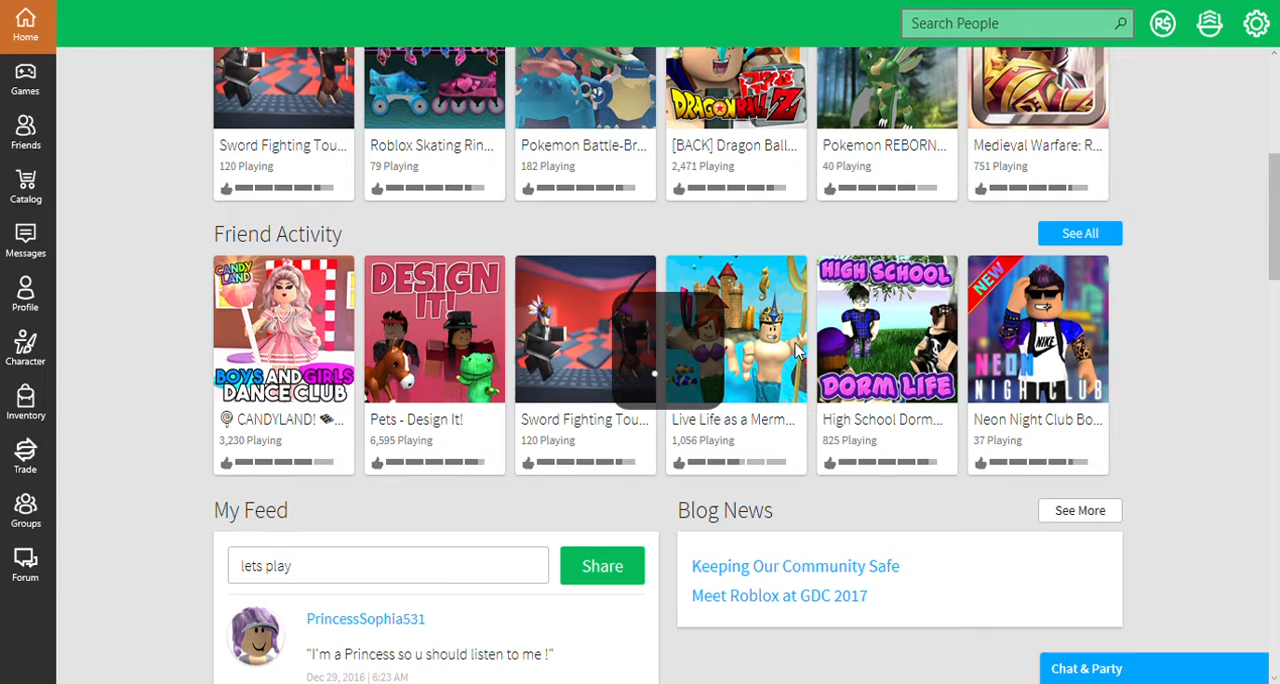 Home
Search People
R$
Games
Friends
Catalog
Messages
Profile
Character
Inventory
Trade
Groups
Forum
DRAGONBALL Z
Sword Fighting Tou...
Roblox Skating Rin...
Pokemon Battle-Br...
[BACK] Dragon Ball...
Pokemon REBORN...
Medieval Warfare: R...
120 Playing
79 Playing
182 Playing
2,471 Playing
40 Playing
751 Playing
Friend Activity
See All
CANDY LAND
BOYS AND GIRLS
DANCE CLUB
DESIGN
IT!
HIGH SCHOOL
DORM LIFE
NEW
NIKE
NEON
NIGHTCLUB
CANDYLAND! ...
Pets - Design It!
Sword Fighting Tou...
Live Life as a Merm...
High School Dorm...
Neon Night Club Bo...
3,230 Playing
6,595 Playing
120 Playing
1,056 Playing
825 Playing
37 Playing
My Feed
lets play
Share
PrincessSophia531
"I'm a Princess so u should listen to me !"
Dec 29, 2016 | 6:23 AM
Blog News
See More
Keeping Our Community Safe
Meet Roblox at GDC 2017
Chat & Party